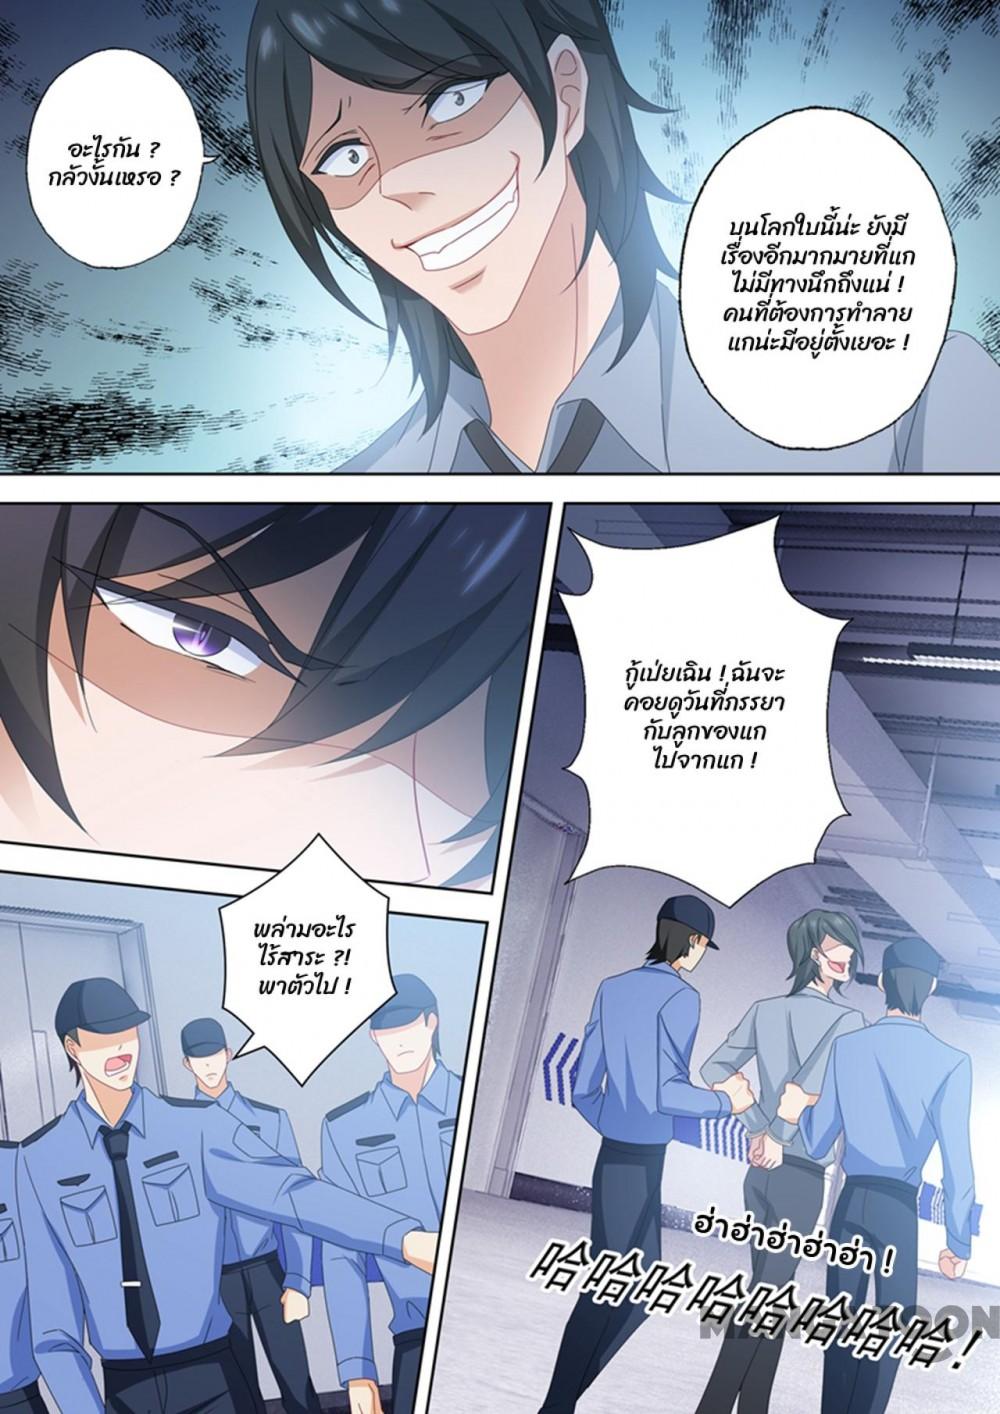 อะไรกัน ?
กลัวงั้นเหรอ ?
บนโลกใบนี้น่ะ ยังมี
เรื่องอีกมากมายที่แก
ไม่มีทางนึกถึงแน่ !
คนที่ต้องการทำลาย
แกน่ะมีอยู่ตั้งเยอะ !
กู้เป่ยเฉิน ! ฉันจะ
คอยดูวันที่ภรรยา
กับลูกของแก
ไปจากแก !
พล่ามอะไร
ไร้สาระ ?!
พาตัวไป !
ฮ่าฮ่าฮ่าฮ่าฮ่า !
哈哈哈哈哈哈哈哈！